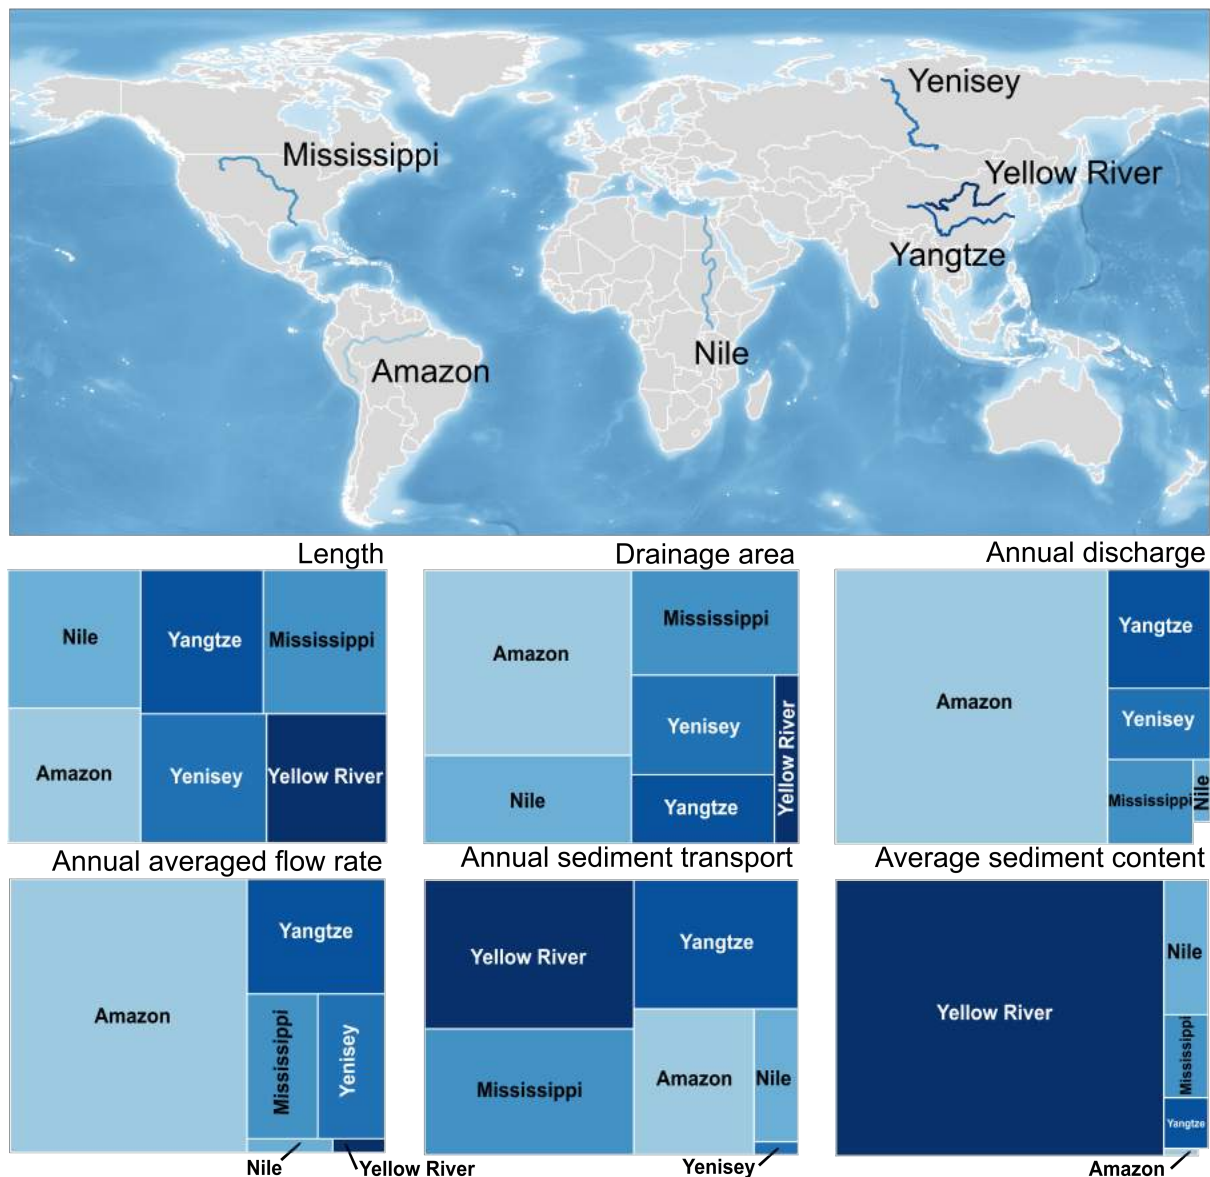 Yenisey
Mississippi
Yellow River
Yangtze
Nile
Amazon
Length
Drainage area
Annual discharge
Nile
Yangtze
Mississippi
Amazon
Yenisey
Yellow River
Amazon
Mississippi
Nile
Yenisey
Yangtze
Yellow River
Amazon
Yangtze
Yenisey
Mississippi
Nile
Annual averaged flow rate
Annual sediment transport
Average sediment content
Amazon
Yangtze
Mississippi
Yenisey
Nile
Yellow River
Yellow River
Yangtze
Mississippi
Amazon
Nile
Yenisey
Yellow River
Nile
Mississippi
Yangtze
Amazon